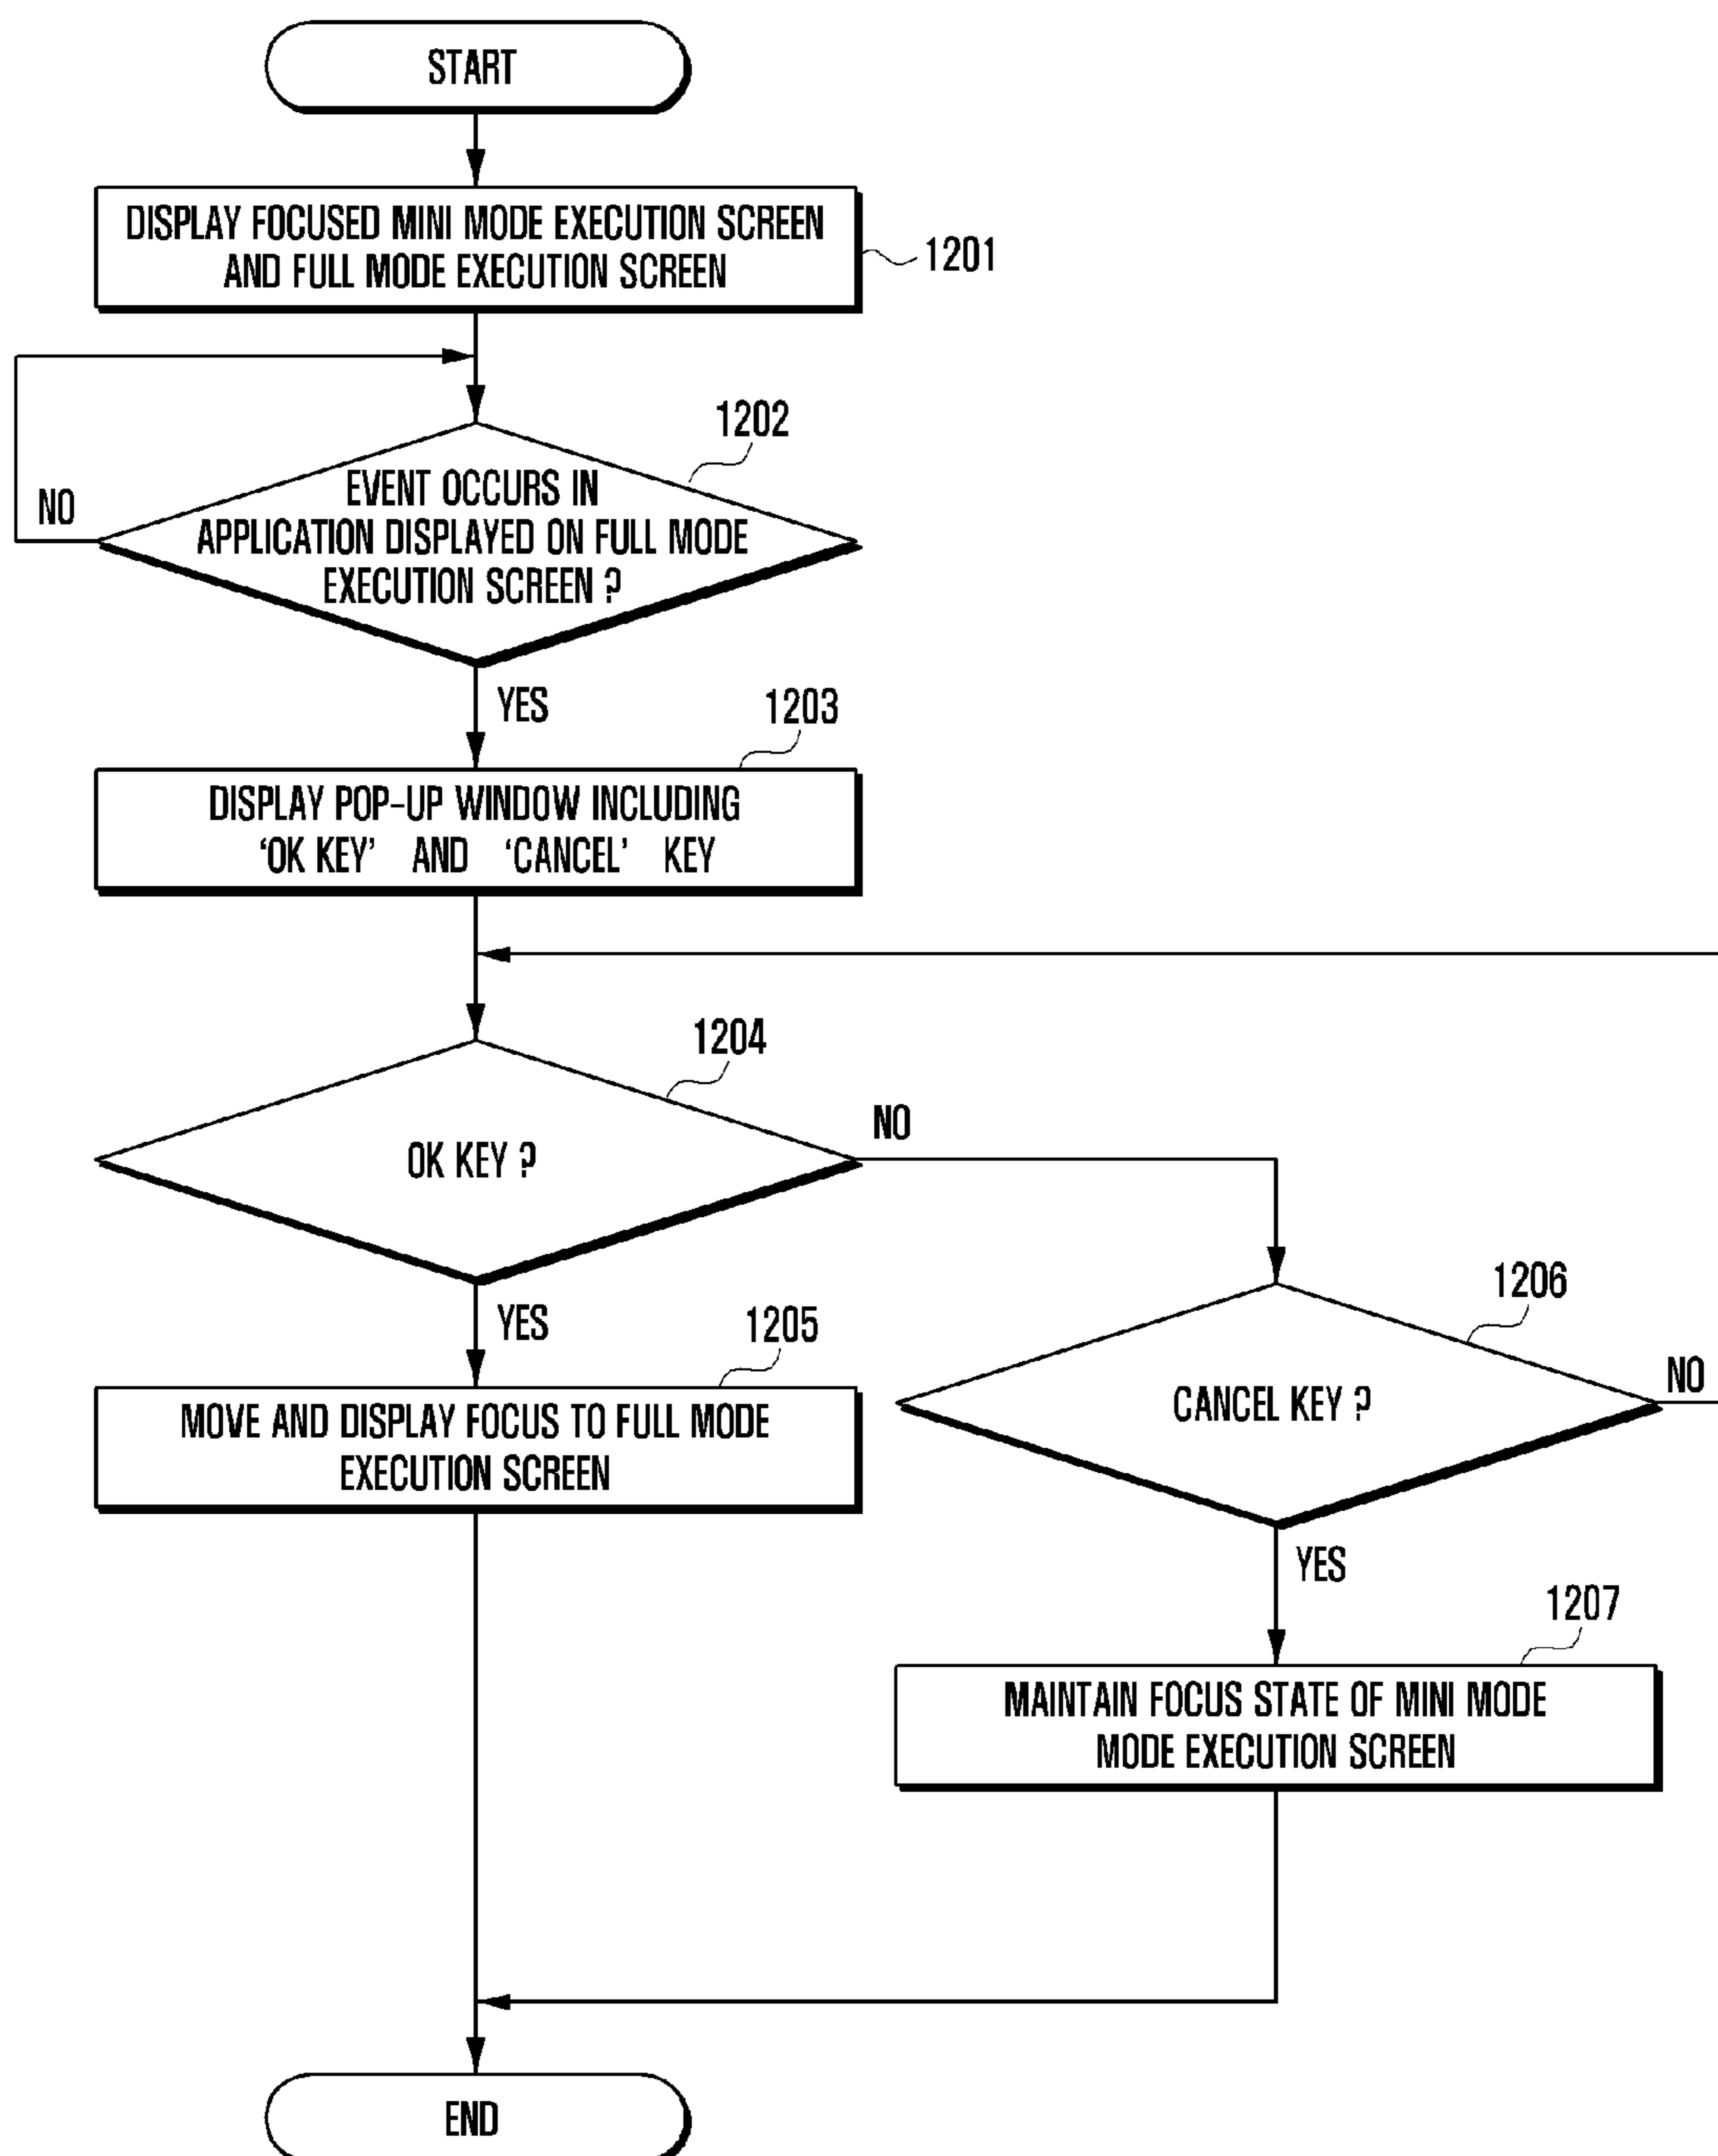 START
DISPLAY FOCUSED MINI MODE EXECUTION SCREEN
AND FULL MODE EXECUTION SCREEN
1201
1202
EVENT OCCURS IN
APPLICATION DISPLAYED ON FULL MODE
EXECUTION SCREEN ?
NO
YES
1203
DISPLAY POP-UP WINDOW INCLUDING
‘OK KEY’ AND ‘CANCEL’ KEY
1204
OK KEY ?
NO
YES
1205
MOVE AND DISPLAY FOCUS TO FULL MODE
EXECUTION SCREEN
1206
CANCEL KEY ?
NO
YES
1207
MAINTAIN FOCUS STATE OF MINI MODE
MODE EXECUTION SCREEN
END